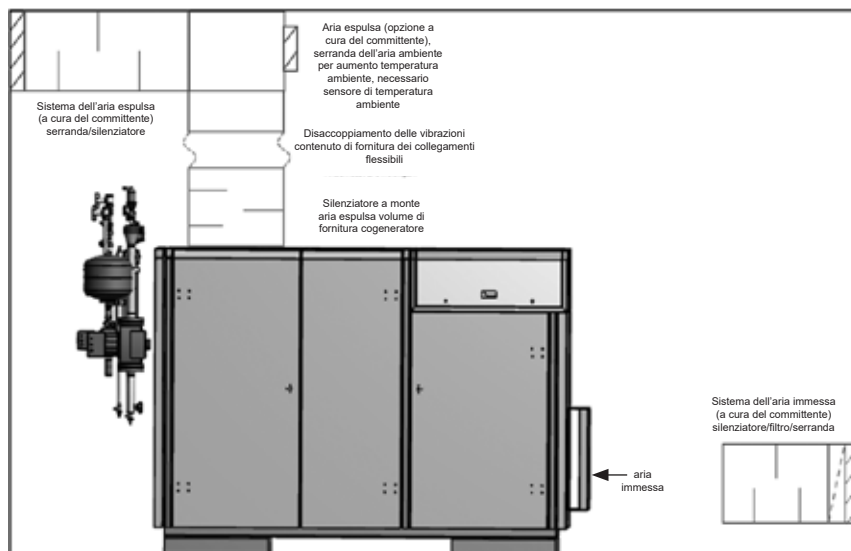 Aria espulsa (opzione a
cura del committente),
serranda dell'aria ambiente
per aumento temperatura
ambiente, necessario
sensore di temperatura
ambiente
Sistema dell'aria espulsa
(a cura del committente)
serranda/silenziatore
Disaccoppiamento delle vibrazioni
contenuto di fornitura dei collegamenti
flessibili
Silenziatore a monte
aria espulsa volume di
fornitura cogeneratore
Sistema dell'aria immessa
(a cura del committente)
silenziatore/filtro/serranda
aria
immessa